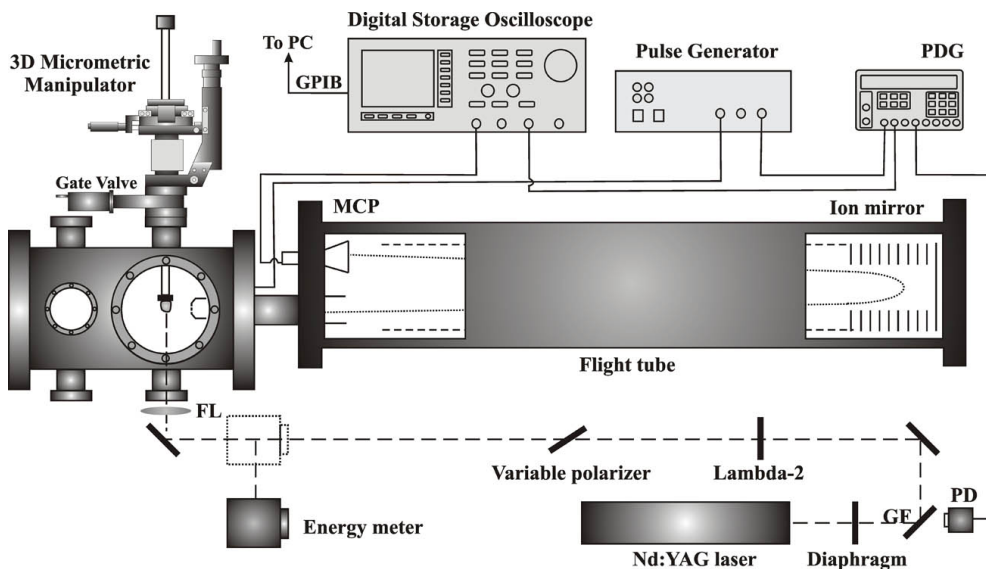 Digital Storage Oscilloscope
To PC
GPIB
3D Micrometric
Manipulator
Pulse Generator
PDG
Gate Valve
MCP
Ion mirror
Flight tube
FL
Variable polarizer
Lambda-2
Energy meter
Nd:YAG laser
Diaphragm
GF
PD